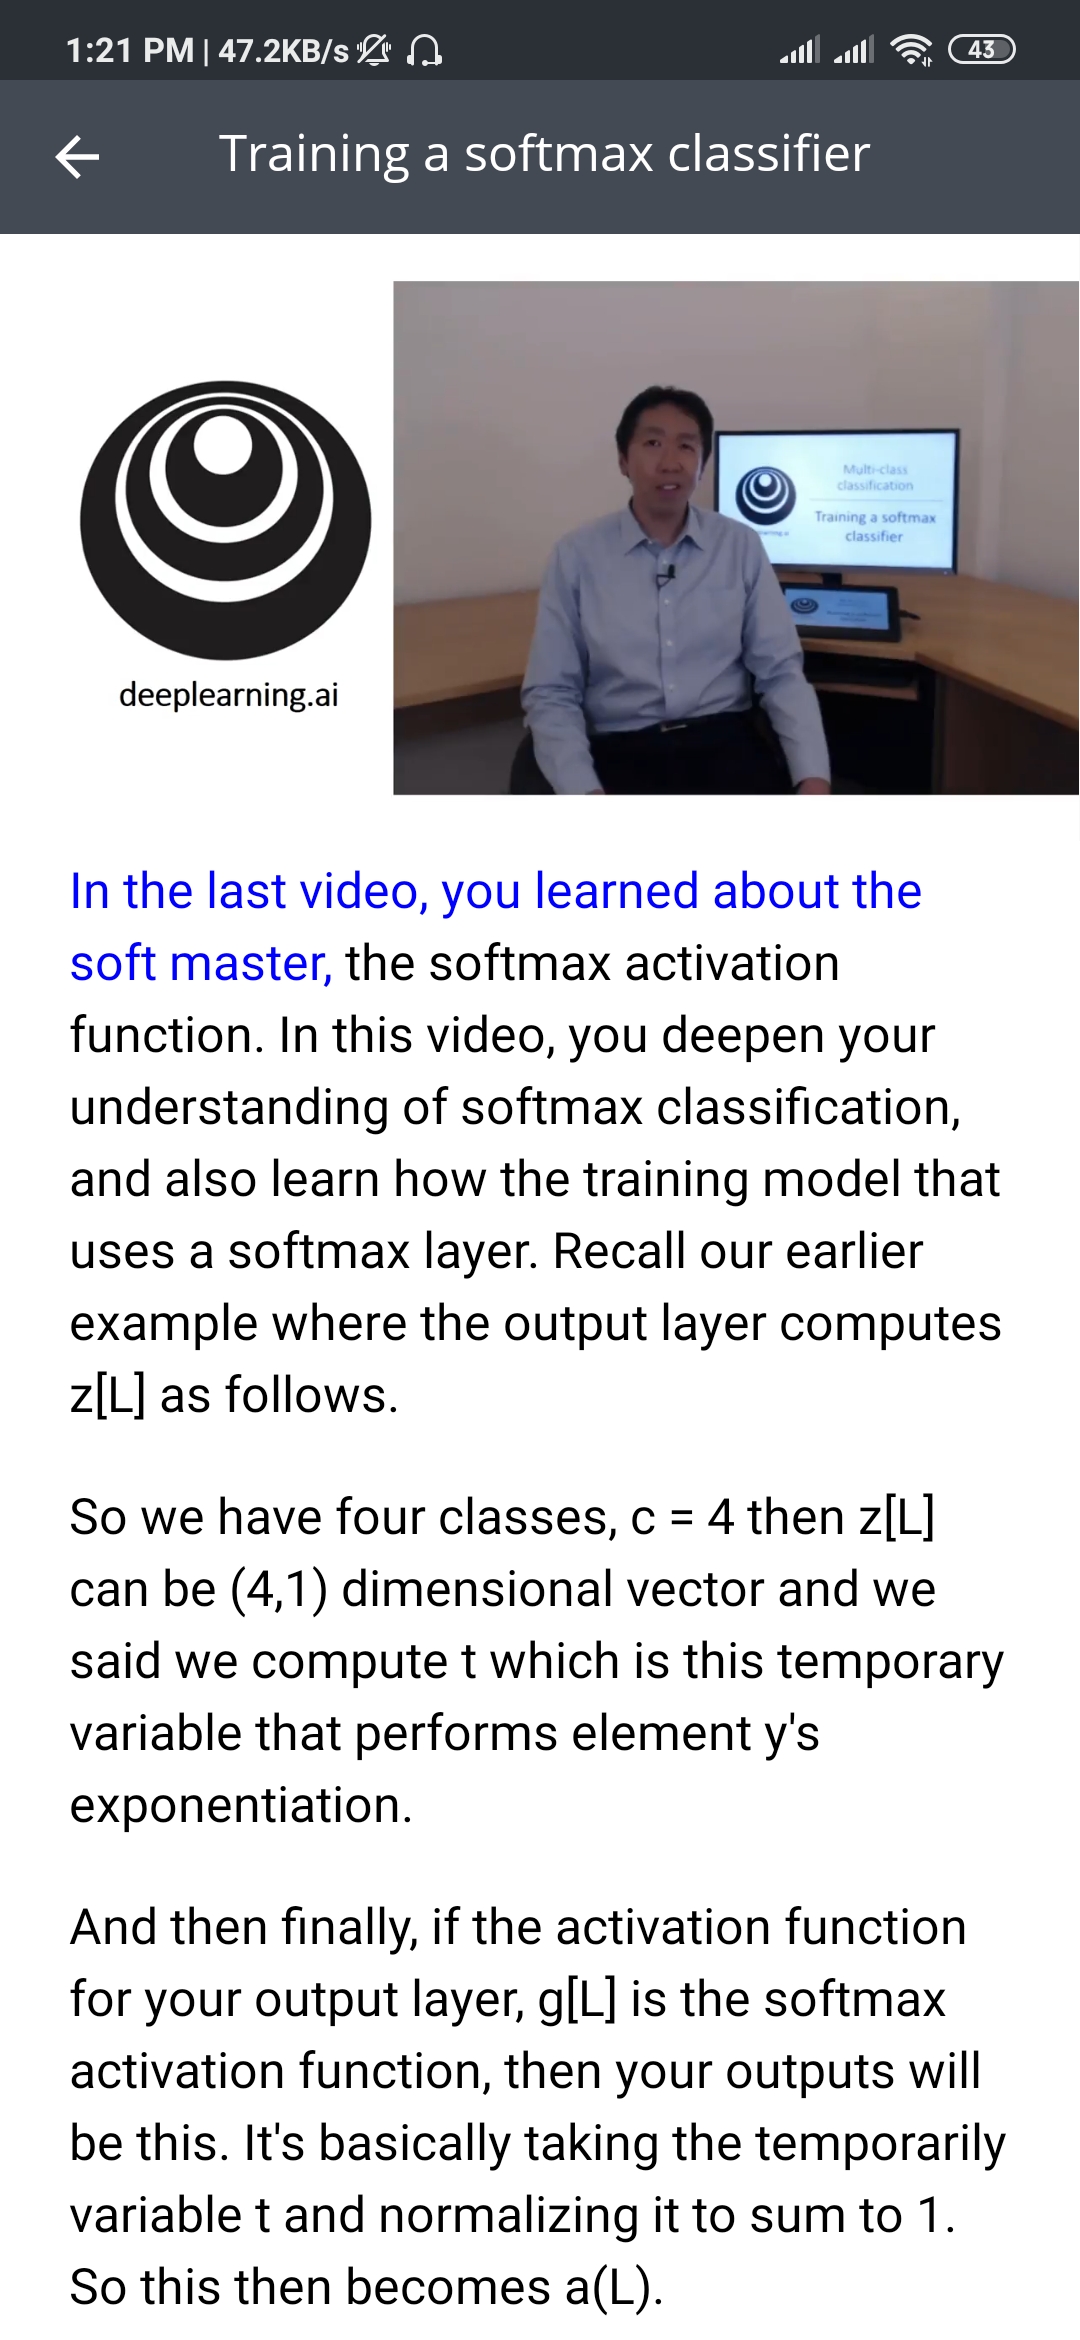 1:21 PM | 47.2KB/s
43
Training a softmax classifier
deeplearning.ai
Multi-class
classification
Training a softmax
classifier
In the last video, you learned about the
soft master, the softmax activation
function. In this video, you deepen your
understanding of softmax classification,
and also learn how the training model that
uses a softmax layer. Recall our earlier
example where the output layer computes
z[L] as follows.
So we have four classes, c = 4 then z[L]
can be (4,1) dimensional vector and we
said we compute t which is this temporary
variable that performs element y's
exponentiation.
And then finally, if the activation function
for your output layer, g[L] is the softmax
activation function, then your outputs will
be this. It's basically taking the temporarily
variable t and normalizing it to sum to 1.
So this then becomes a(L).